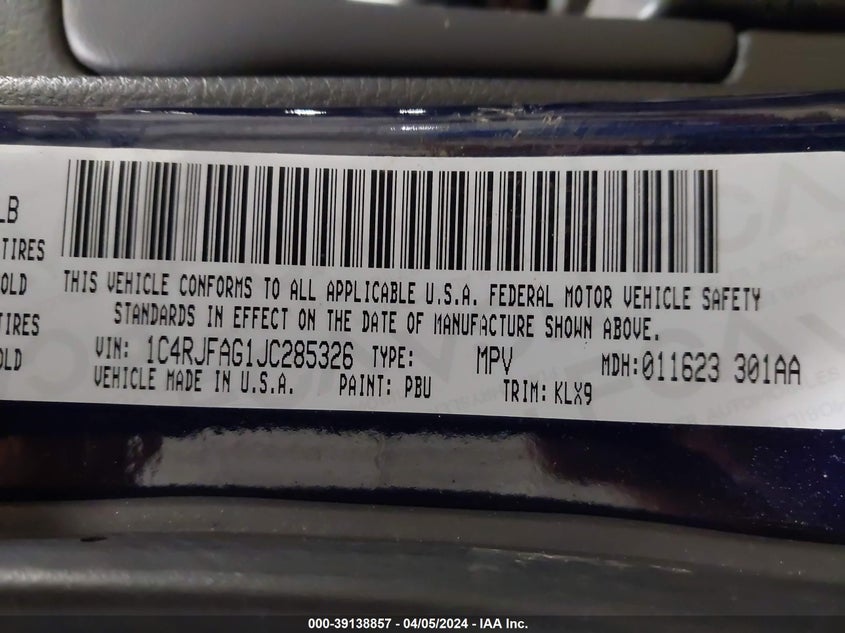 LB
TIRES
OLD
TIRES
OLD
THIS VEHICLE CONFORMS TO ALL APPLICABLE U.S.A. FEDERAL MOTOR VEHICLE SAFETY
STANDARDS IN EFFECT ON THE DATE OF MANUFACTURE SHOWN ABOVE.
VIN: 1C4RJFAG1JC285326 TYPE: MPV MDH:011623 301AA
VEHICLE MADE IN U.S.A. PAINT: PBU TRIM: KLX9
000-39138857 - 04/05/2024 - IAA Inc.